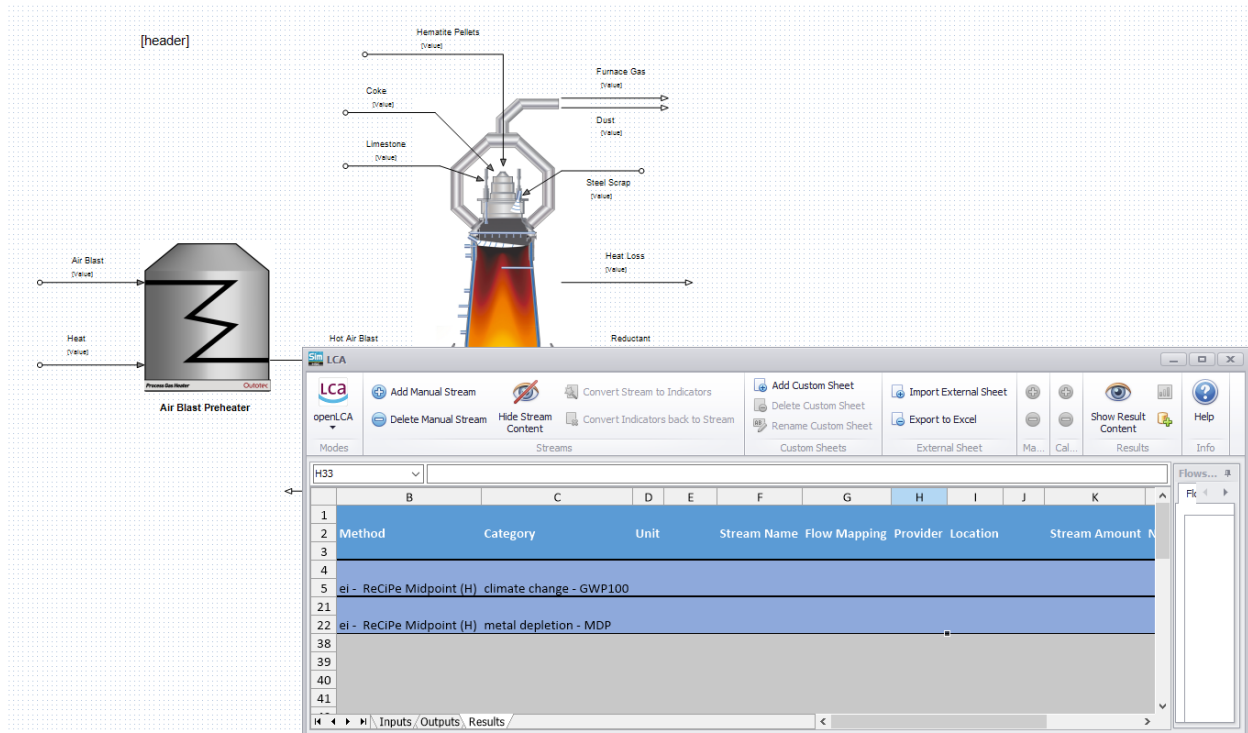 [header]
Hematite Pellets
[Value]
Furnace Gas
[Value]
Coke
[Value]
Dust
[Value]
Limestone
[Value]
Steel Scrap
[Value]
Air Blast
[Value]
Heat Loss
[Value]
Heat
[Value]
Hot Air Blast
Reductant
Process Gas Heater
Outotec
Air Blast Preheater
Sim
LCA
LCa
openLCA
Modes
Add Manual Stream
Delete Manual Stream
Hide Stream
Content
Convert Stream to Indicators
Convert Indicators back to Stream
Streams
Add Custom Sheet
Delete Custom Sheet
Rename Custom Sheet
Custom Sheets
Import External Sheet
Export to Excel
External Sheet
Ma...
Cal...
Show Result
Content
Results
Help
Info
H33
Flows...
B C D E F G H I J K
1
2 Method Category Unit Stream Name Flow Mapping Provider Location Stream Amount N
3
4
5 ei - ReCiPe Midpoint (H) climate change - GWP100
21
22 ei - ReCiPe Midpoint (H) metal depletion - MDP
38
39
40
41
Inputs Outputs Results